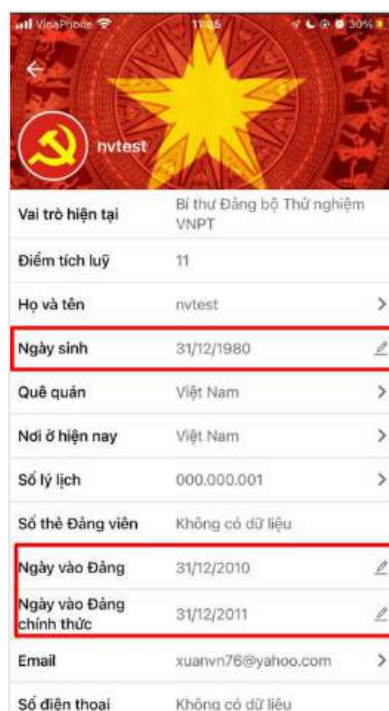 VinaPhone 11:05 30%
nvtest
Vai trò hiện tại Bí thư Đảng bộ Thử nghiệm
VNPT
Điểm tích luỹ 11
Họ và tên nvtest
Ngày sinh 31/12/1980
Quê quán Việt Nam
Nơi ở hiện nay Việt Nam
Số lý lịch 000.000.001
Số thẻ Đảng viên Không có dữ liệu
Ngày vào Đảng 31/12/2010
Ngày vào Đảng
chính thức 31/12/2011
Email xuanvn76@yahoo.com
Số điện thoại Không có dữ liệu